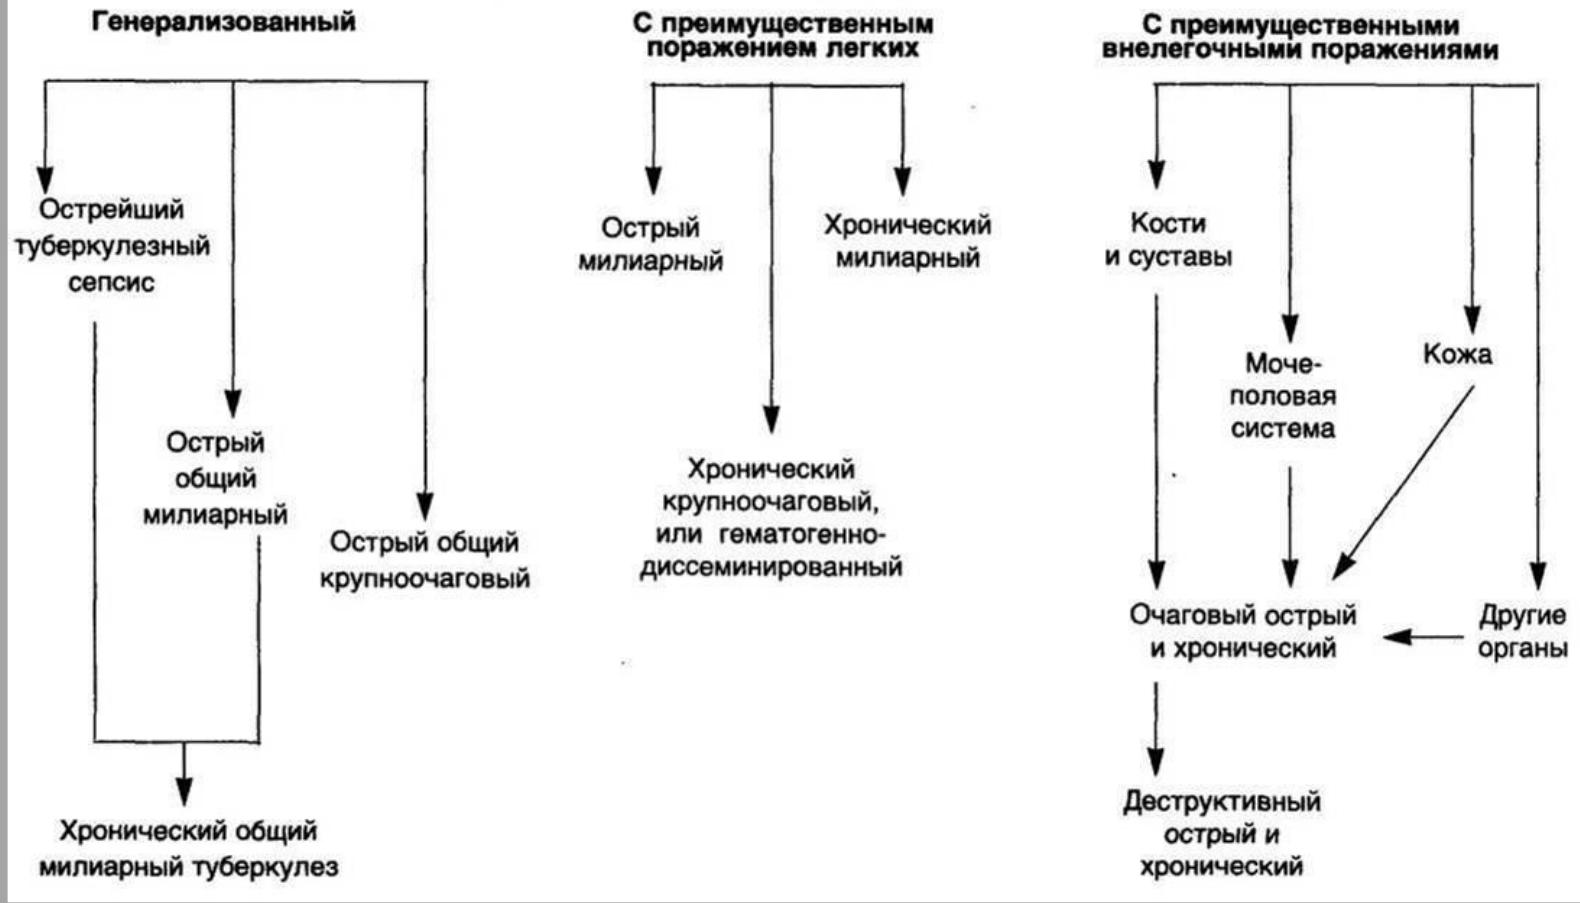 Генерализованный
Острейший
туберкулезный
сепсис
Острый
общий
милиарный
Острый общий
крупноочаговый
Хронический общий
милиарный туберкулез
С преимущественным
поражением легких
Острый
милиарный
Хронический
милиарный
Хронический
крупноочаговый,
или гематогенно-
диссеминированный
С преимущественными
внелегочными поражениями
Кости
и суставы
Моче-
половая
система
Кожа
Другие
органы
Очаговый острый
и хронический
Деструктивный
острый и
хронический